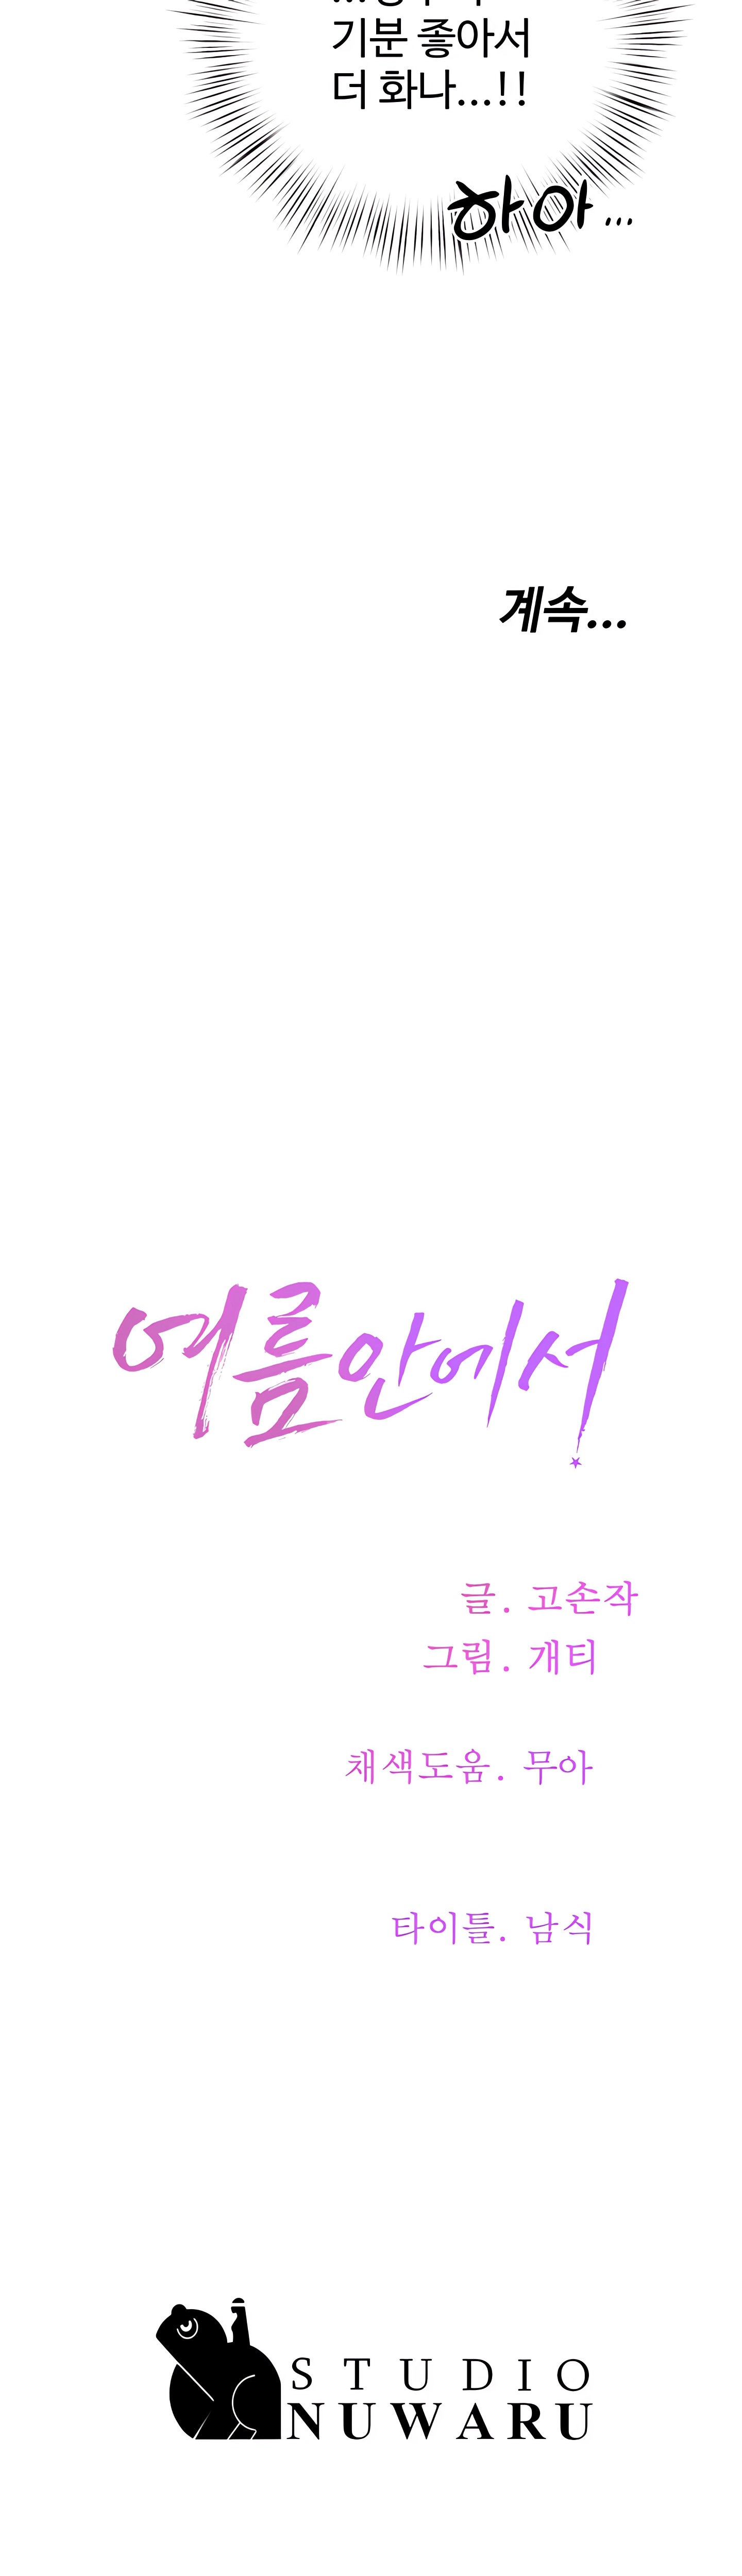 기분 좋아서
더 화나...!!
하아...
계속...
여름안에서
글. 고손작
그림. 개티
채색도움. 무아
타이틀. 남식
STUDIO
NUWARU